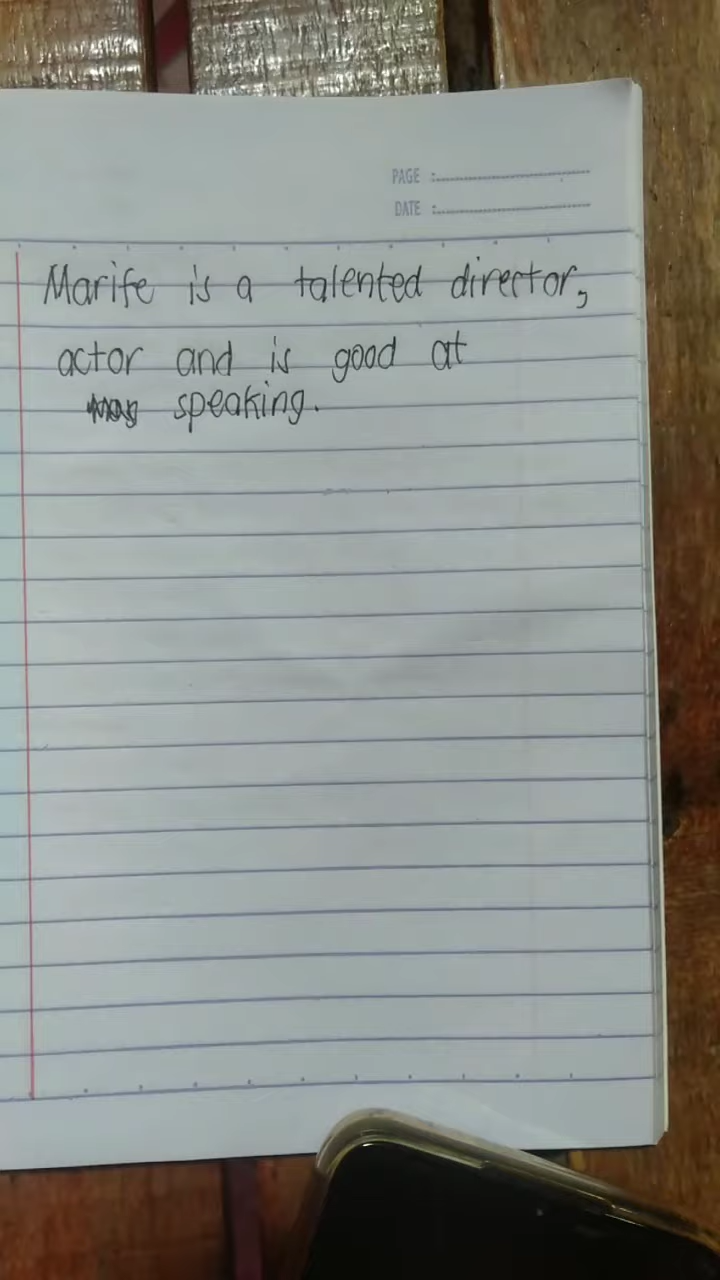 PAGE :
DATE :
Marife is a talented director,
actor and is good at
speaking.